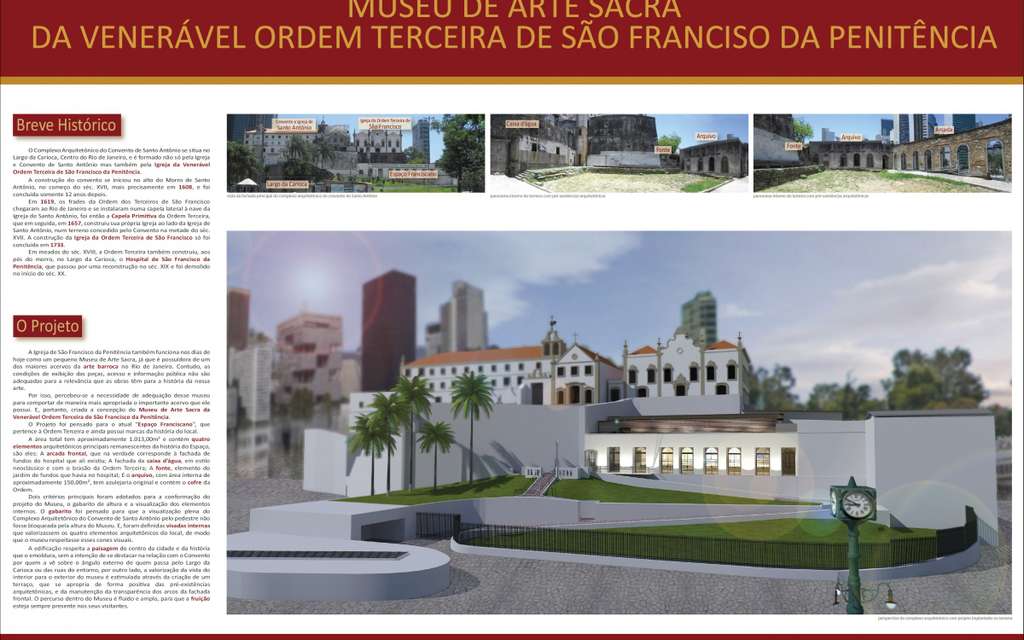 MUSEU DE ARTE SACRA
DA VENERÁVEL ORDEM TERCEIRA DE SÃO FRANCISO DA PENITÊNCIA
Breve Histórico
O Complexo Arquitetônico do Convento de Santo Antônio se situa no
Largo da Carioca, Centro do Rio de Janeiro, e é formado não só pela Igreja
e Convento de Santo Antônio mas também pela Igreja da Venerável
Ordem Terceira de São Francisco da Penitência.
A construção do convento se iniciou no alto do Morro de Santo
Antônio, no começo do séc. XVII, mais precisamente em 1608, e foi
concluída somente 12 anos depois.
Em 1619, os frades da Ordem dos Terceiros de São Francisco
chegaram ao Rio de Janeiro e se instalaram numa capela lateral à nave da
Igreja de Santo Antônio, foi então a Capela Primitiva da Ordem Terceira,
que em seguida, em 1657, construiu sua própria Igreja ao lado da Igreja de
Santo Antônio, num terreno concedido pelo Convento na metade do séc.
XVII. A construção da Igreja da Ordem Terceira de São Francisco só foi
concluída em 1733.
Em meados do séc. XVIII, a Ordem Terceira também construiu, aos
pés do morro, no Largo da Carioca, o Hospital de São Francisco da
Penitência, que passou por uma reconstrução no séc. XIX e foi demolido
no início do séc. XX.
O Projeto
A Igreja de São Francisco da Penitência também funciona nos dias de
hoje como um pequeno Museu de Arte Sacra, já que é possuidora de um
dos maiores acervos da arte barroca no Rio de Janeiro. Contudo, as
condições de exibição das peças, acesso e informação pública não são
adequados para a relevância que as obras têm para a história da nossa
arte.
Por isso, percebeu-se a necessidade de adequação desse museu
para comportar de maneira mais apropriada o importante acervo que ele
possui. E, portanto, criada a concepção do Museu de Arte Sacra da
Venerável Ordem Terceira de São Francisco da Penitência.
O Projeto foi pensado para o atual "Espaço Franciscano", que
pertence à Ordem Terceira e ainda possui marcas da história do local.
A área total tem aproximadamente 1.013,00m² e contém quatro
elementos arquitetônicos principais remanescentes da história do Espaço,
são eles: A arcada frontal, que na verdade corresponde à fachada de
fundos do hospital que ali existiu; A fachada da caixa d'água, em estilo
neoclássico e com o brasão da Ordem Terceira; A fonte, elemento do
jardim de fundos que havia no hospital; E o arquivo, com área interna de
aproximadamente 150,00m², tem azulejaria original e contém o cofre da
Ordem.
Dois critérios principais foram adotados para a conformação do
projeto do Museu, o gabarito de altura e a visualização dos elementos
internos. O gabarito foi pensado para que a visualização plena do
Complexo Arquitetônico do Convento de Santo Antônio pelo pedestre não
fosse bloqueada pela altura do Museu. E, foram definidas visadas internas
que valorizassem os quatro elementos arquitetônicos do local, de modo
que o museu respeitasse esses cones visuais.
A edificação respeita a paisagem do centro da cidade e da história
que o emoldura, sem a intenção de se destacar na relação com o Convento
por quem a vê sobre o ângulo externo de quem passa pelo Largo da
Carioca ou das ruas do entorno, por outro lado, a valorização da vista do
interior para o exterior do museu é estimulada através da criação de um
terraço, que se apropria de forma positiva das pré-existências
arquitetônicas, e da manutenção da transparência dos arcos da fachada
frontal. O percurso dentro do Museu é fluido e amplo, para que a fruição
esteja sempre presente nos seus visitantes.
Convento e Igreja de
Santo Antônio
Igreja da Ordem Terceira de
São Francisco
Largo da Carioca
Espaço Franciscano
Caixa d'água
Fonte
Arquivo
Fonte
Arquivo
Arcada